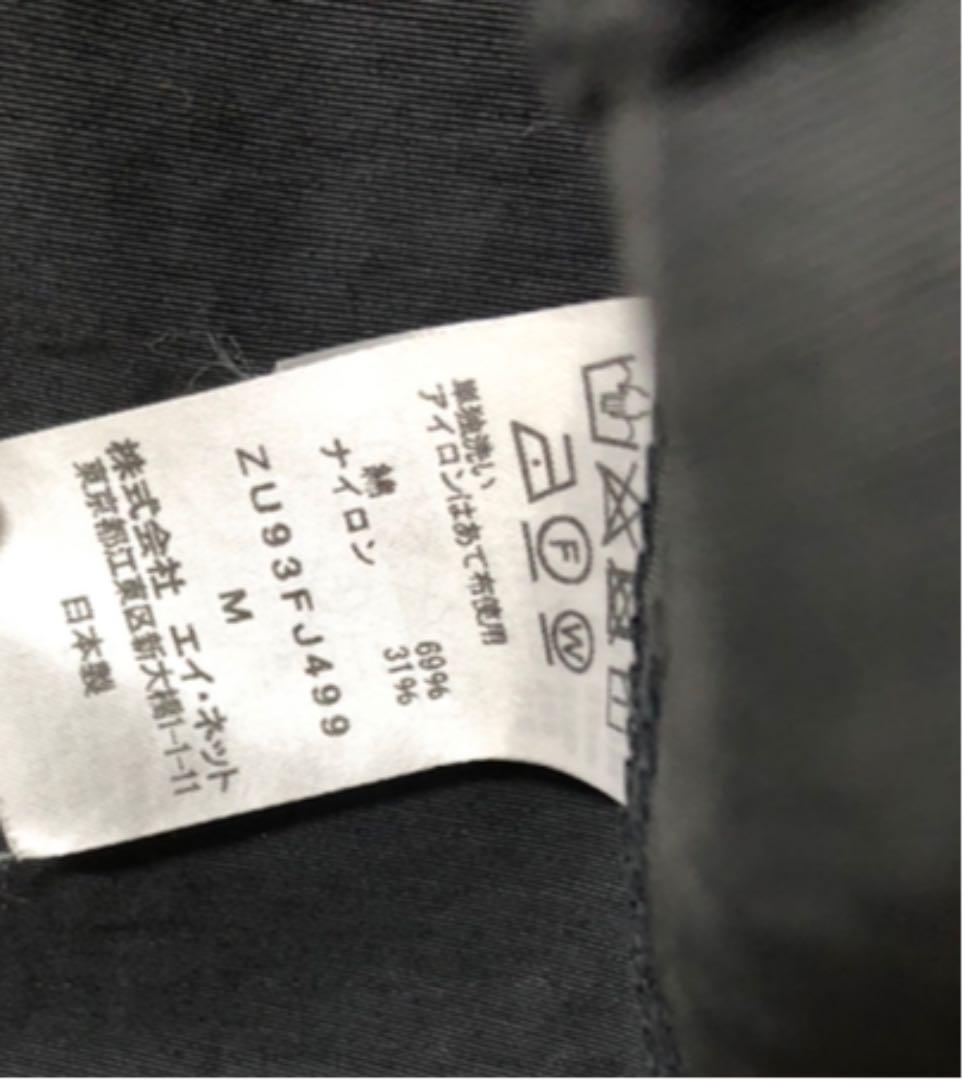 F W
単独洗い
アイロンはあて布使用
綿 69%
ナイロン 31%
ZU93FJ499
M
株式会社 エイ・ネット
東京都江東区新大橋1-1-11
日本製